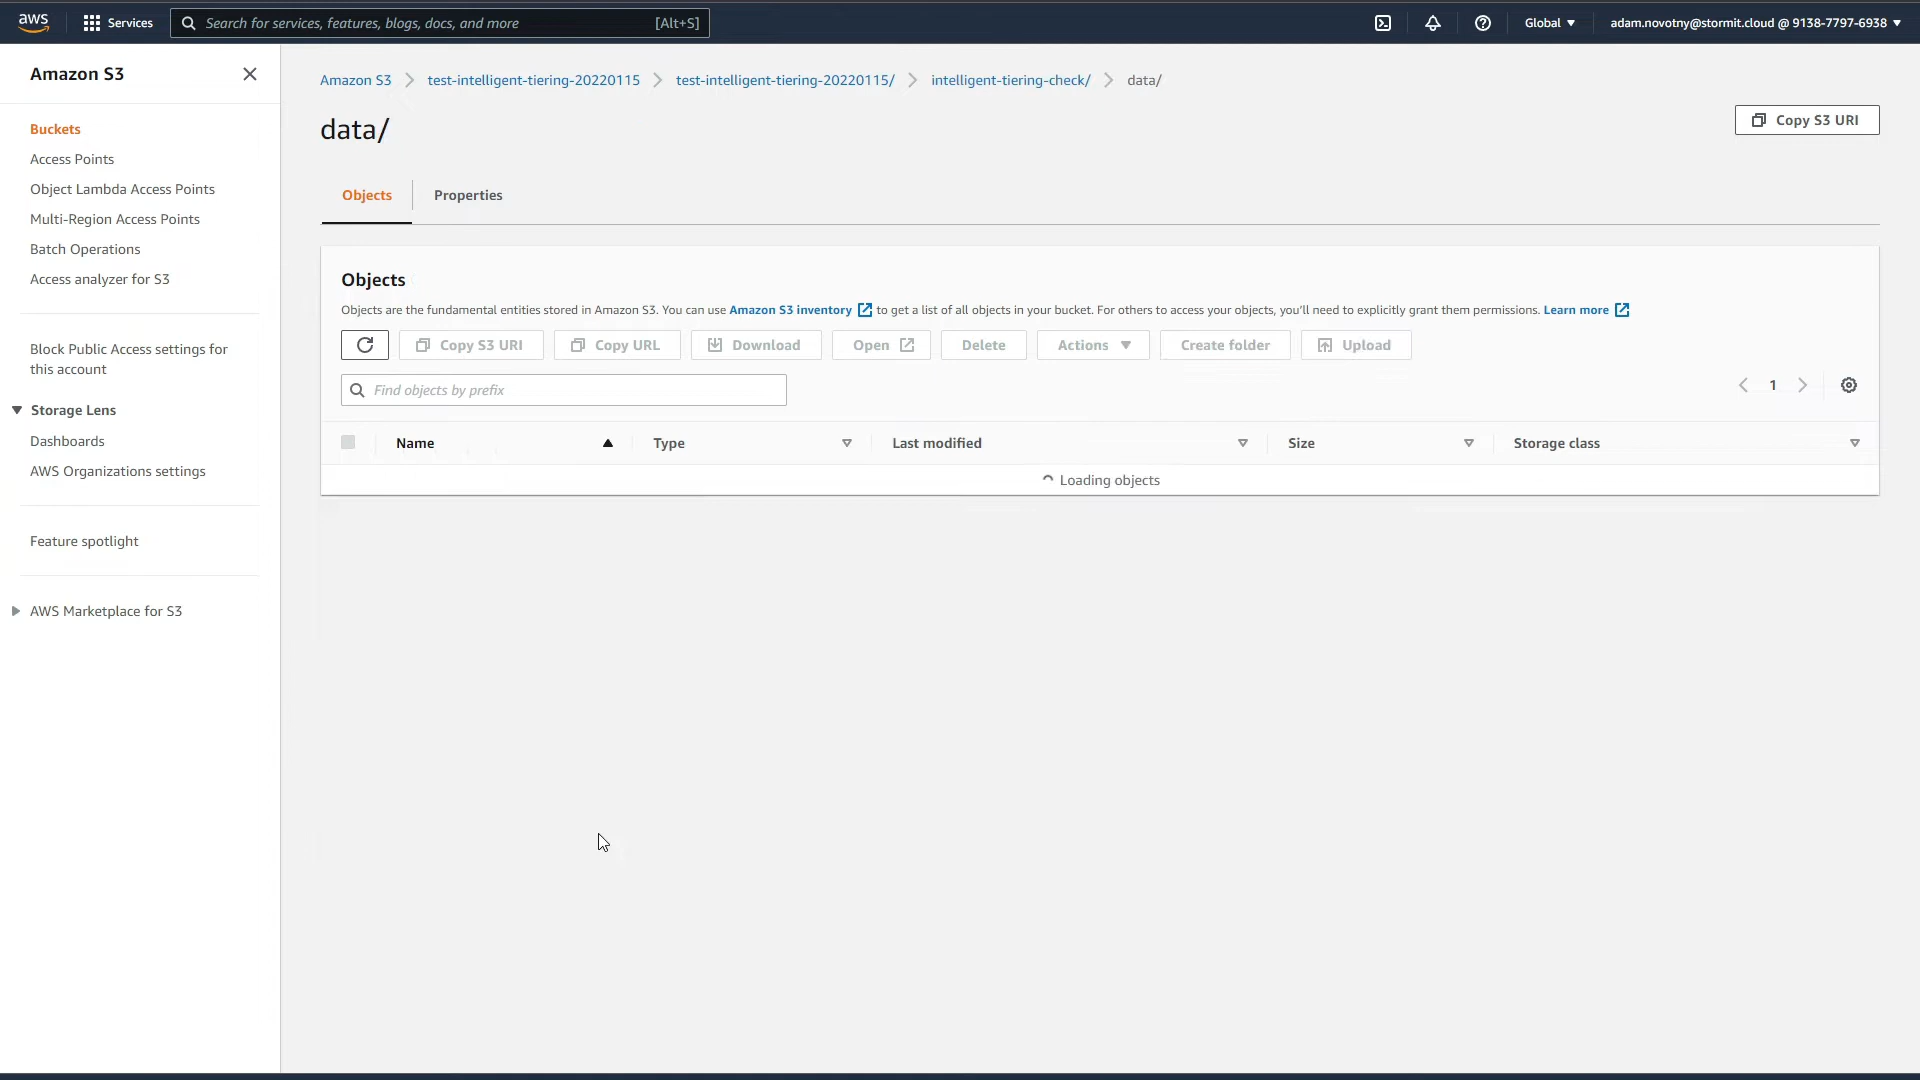 aws
Services
Search for services, features, blogs, docs, and more
[Alt+S]
Global
adam.novotny@stormit.cloud @ 9138-7797-6938
Amazon S3
Buckets
Access Points
Object Lambda Access Points
Multi-Region Access Points
Batch Operations
Access analyzer for S3
Block Public Access settings for
this account
Storage Lens
Dashboards
AWS Organizations settings
Feature spotlight
AWS Marketplace for S3
Amazon S3 > test-intelligent-tiering-20220115 > test-intelligent-tiering-20220115/ > intelligent-tiering-check/ > data/
data/
Copy S3 URI
Objects
Properties
Objects
Objects are the fundamental entities stored in Amazon S3. You can use Amazon S3 inventory to get a list of all objects in your bucket. For others to access your objects, you'll need to explicitly grant them permissions. Learn more
Copy S3 URI
Copy URL
Download
Open
Delete
Actions
Create folder
Upload
Find objects by prefix
1
Name
Type
Last modified
Size
Storage class
Loading objects